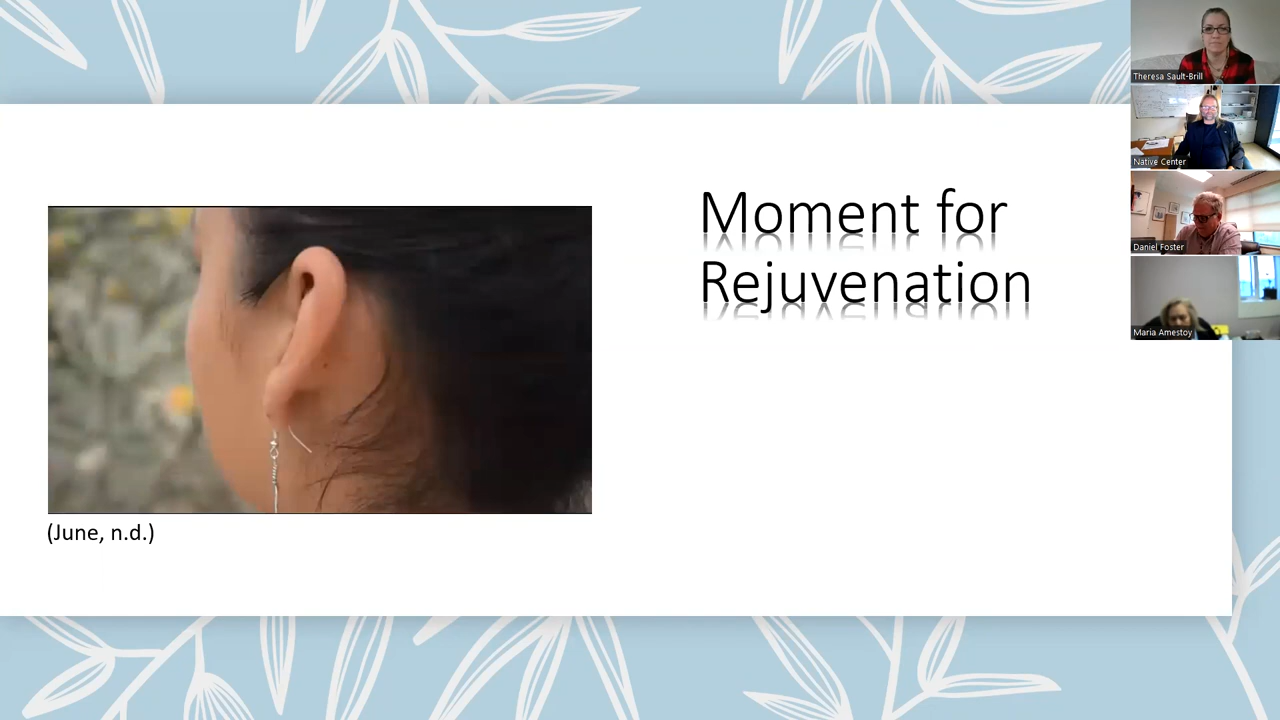 Moment for
Rejuvenation
(June, n.d.)
Theresa Sault-Brill
Native Center
Daniel Foster
Maria Amestoy